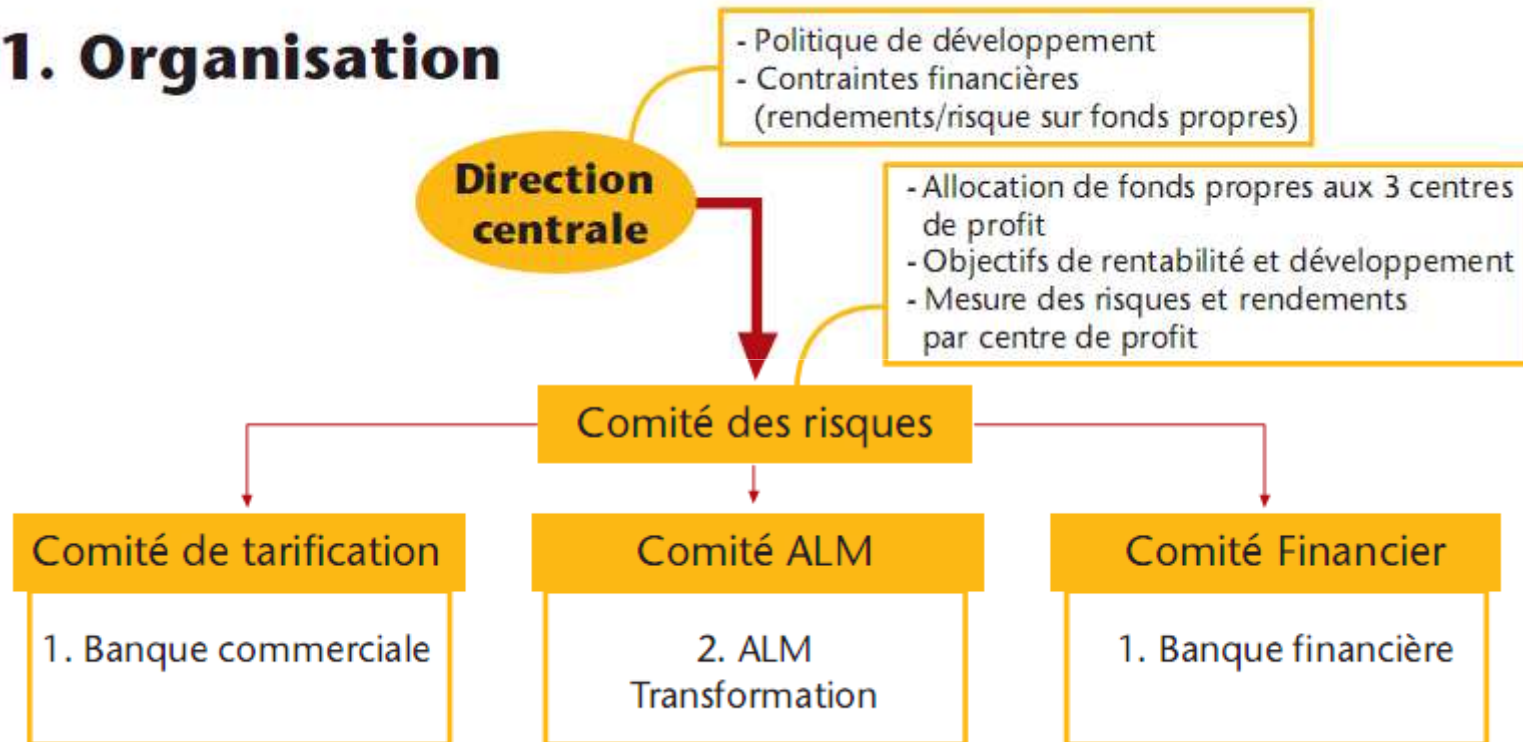 1. Organisation
- Politique de développement
- Contraintes financières
(rendements/risque sur fonds propres)
Direction
centrale
- Allocation de fonds propres aux 3 centres
de profit
- Objectifs de rentabilité et développement
- Mesure des risques et rendements
par centre de profit
Comité des risques
Comité de tarification
Comité ALM
Comité Financier
1. Banque commerciale
2. ALM
Transformation
1. Banque financière